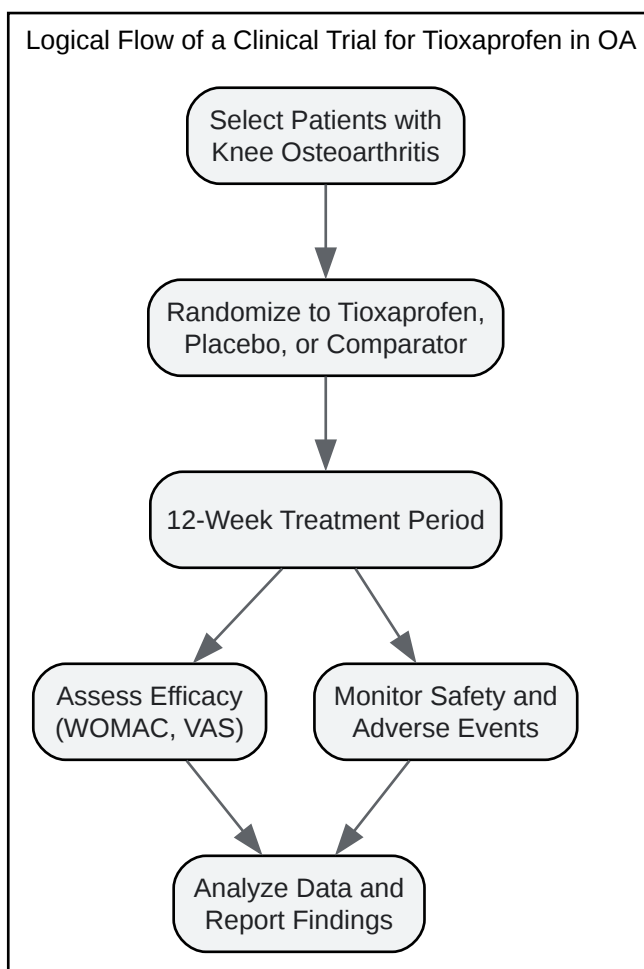 Logical Flow of a Clinical Trial for Tioxaprofen in OA
Select Patients with
Knee Osteoarthritis
Randomize to Tioxaprofen,
Placebo, or Comparator
12-Week Treatment Period
Assess Efficacy
(WOMAC, VAS)
Monitor Safety and
Adverse Events
Analyze Data and
Report Findings